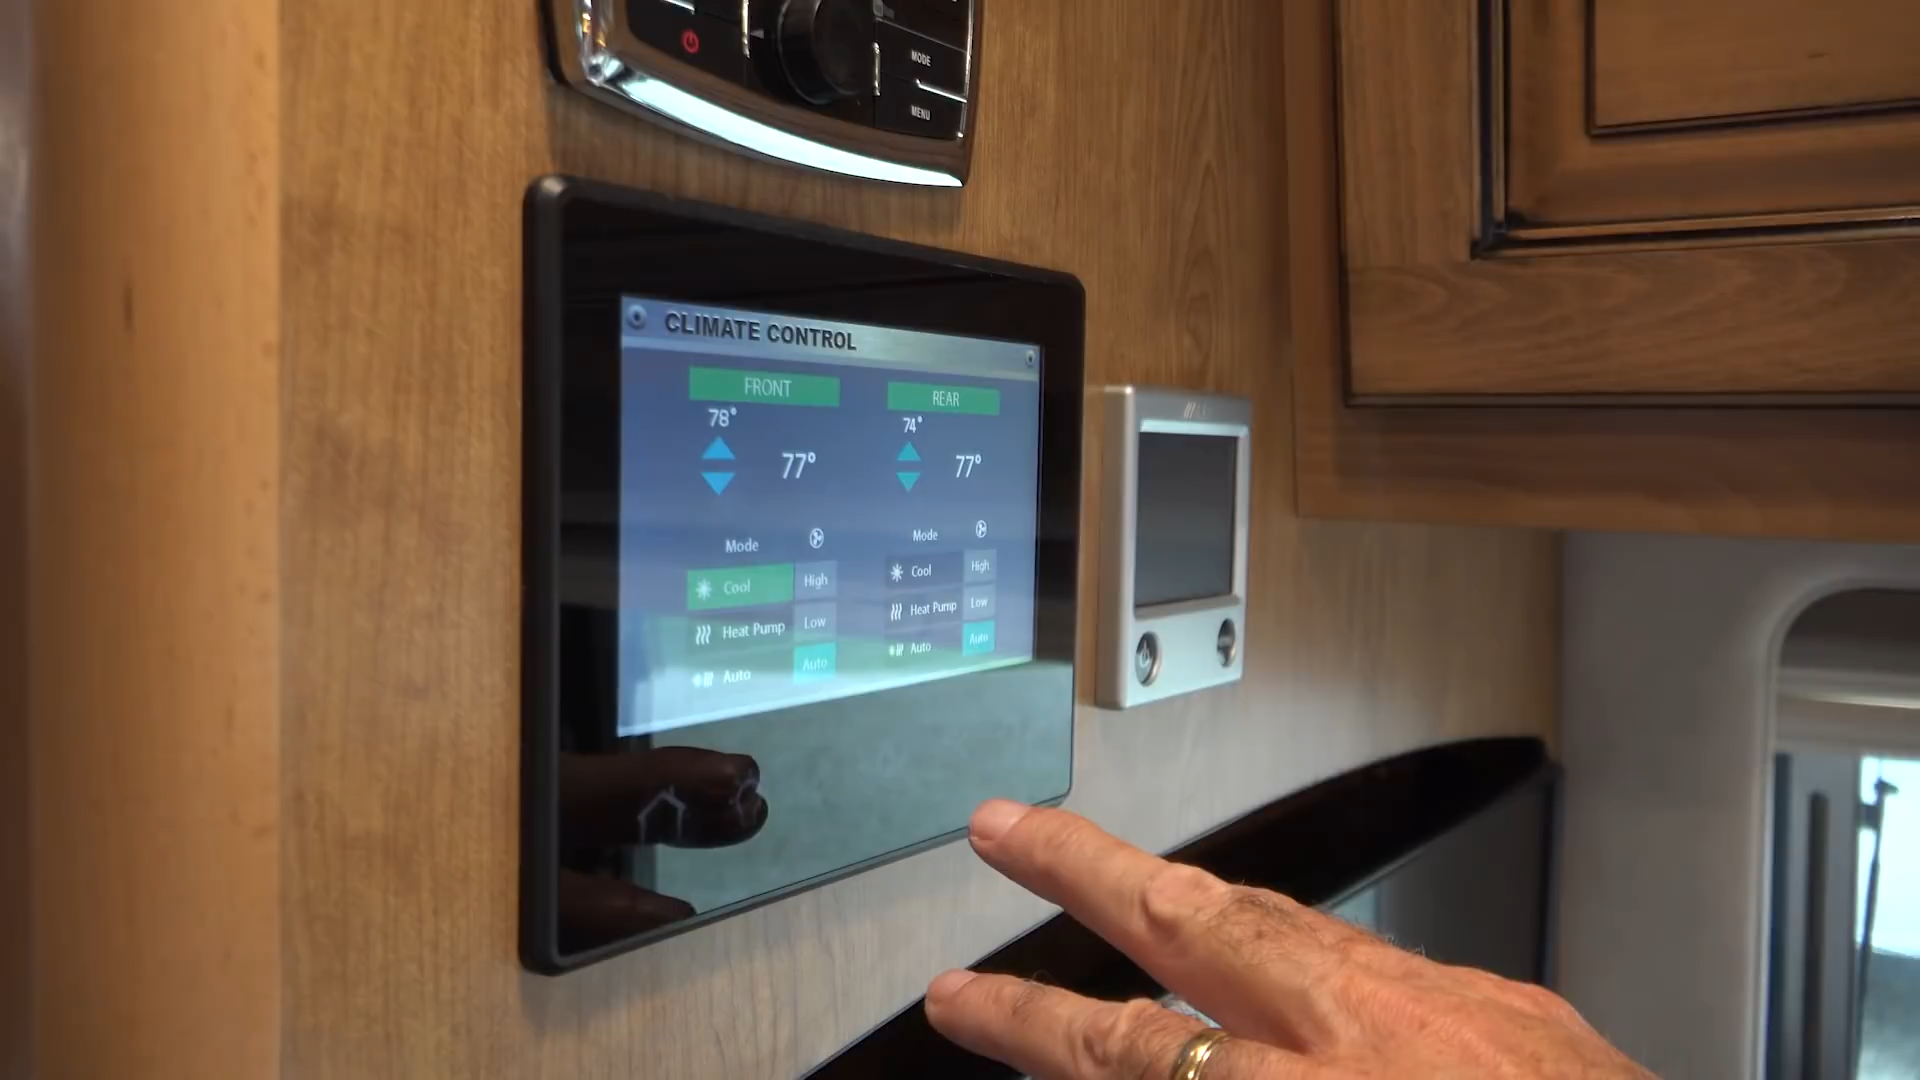 MODE
MENU
CLIMATE CONTROL
FRONT
REAR
78°
74°
77°
77°
Mode
Mode
Cool
High
Cool
High
Heat Pump
Low
Heat Pump
Low
Auto
Auto
Auto
Auto